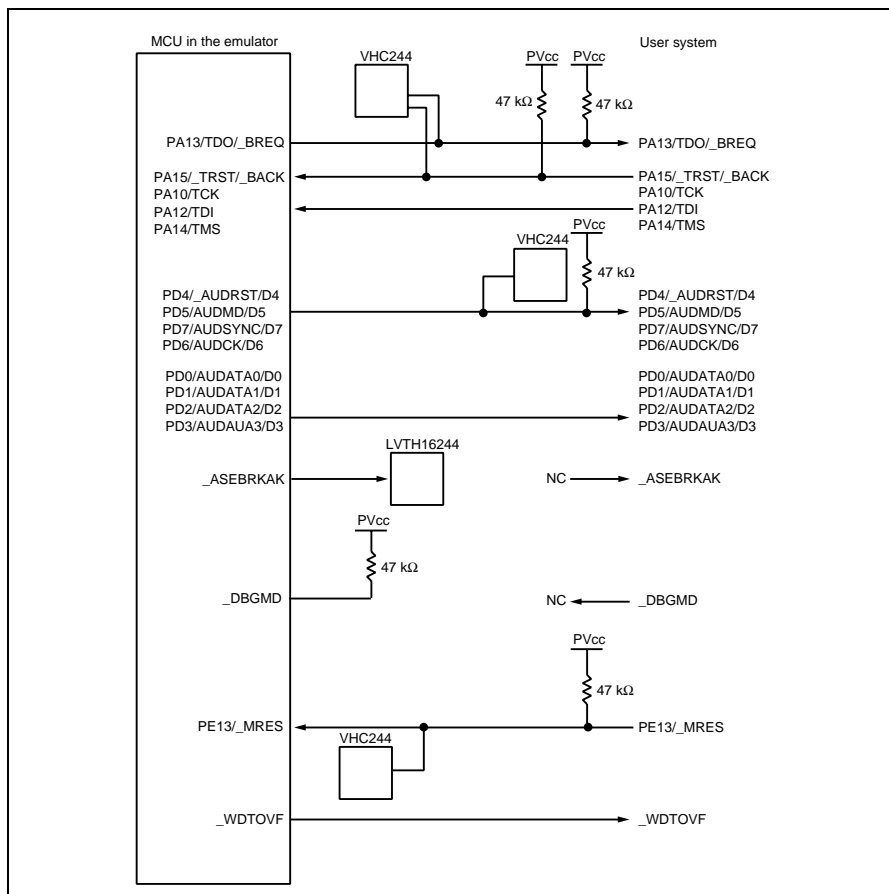 MCU in the emulator
User system
VHC244
PVcc
PVcc
47 kΩ
47 kΩ
PA13/TDO/_BREQ
PA13/TDO/_BREQ
PA15/_TRST/_BACK
PA15/_TRST/_BACK
PA10/TCK
PA10/TCK
PA12/TDI
PA12/TDI
PA14/TMS
PA14/TMS
PVcc
VHC244
47 kΩ
PD4/_AUDRST/D4
PD4/_AUDRST/D4
PD5/AUDMD/D5
PD5/AUDMD/D5
PD7/AUDSYNC/D7
PD7/AUDSYNC/D7
PD6/AUDCK/D6
PD6/AUDCK/D6
PD0/AUDATA0/D0
PD0/AUDATA0/D0
PD1/AUDATA1/D1
PD1/AUDATA1/D1
PD2/AUDATA2/D2
PD2/AUDATA2/D2
PD3/AUDAUA3/D3
PD3/AUDAUA3/D3
LVTH16244
_ASEBRKAK
NC
_ASEBRKAK
PVcc
47 kΩ
_DBGMD
NC
_DBGMD
PVcc
47 kΩ
PE13/_MRES
PE13/_MRES
VHC244
_WDTOVF
_WDTOVF